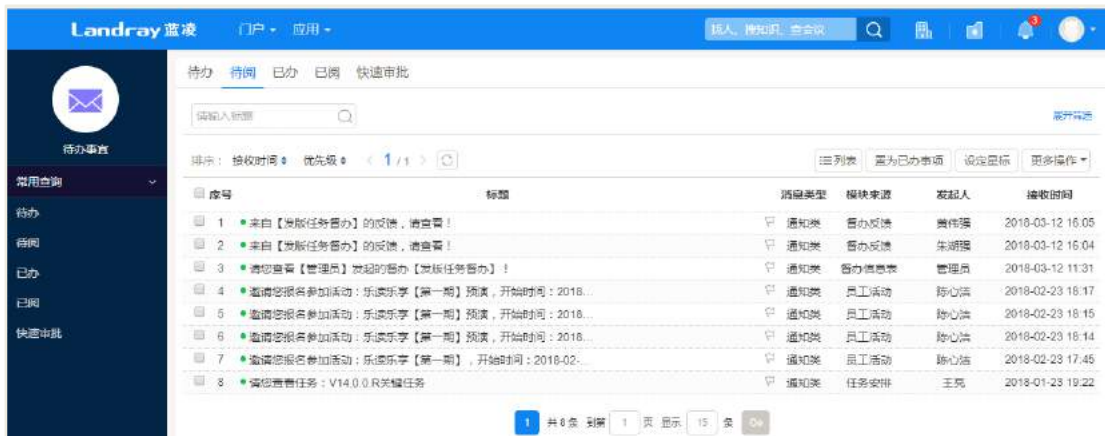 Landray 蓝凌 门户 应用 找人、搜知识、查会议 3
待办 待阅 已办 已阅 快速审批
请输入标题 展开筛选
待办事宜
排序： 接收时间 优先级 1 / 1 列表 置为已办事项 设定星标 更多操作
常用查询
待办
待阅
已办
已阅
快速审批
序号 标题 消息类型 模块来源 发起人 接收时间
1 来自【发版任务督办】的反馈，请查看！ 通知类 督办反馈 黄伟强 2018-03-12 16:05
2 来自【发版任务督办】的反馈，请查看！ 通知类 督办反馈 朱湖强 2018-03-12 16:04
3 请您查看【管理员】发起的督办【发版任务督办】！ 通知类 督办信息表 管理员 2018-03-12 11:31
4 邀请您报名参加活动：乐读乐享【第一期】预演，开始时间：2018... 通知类 员工活动 陈心洁 2018-02-23 18:17
5 邀请您报名参加活动：乐读乐享【第一期】预演，开始时间：2018... 通知类 员工活动 陈心洁 2018-02-23 18:15
6 邀请您报名参加活动：乐读乐享【第一期】预演，开始时间：2018... 通知类 员工活动 陈心洁 2018-02-23 18:14
7 邀请您报名参加活动：乐读乐享【第一期】，开始时间：2018-02-... 通知类 员工活动 陈心洁 2018-02-23 17:45
8 请您查看任务：V14.0.0.R关键任务 通知类 任务安排 王亮 2018-01-23 19:22
1 共8条 到第 1 页 显示 15 条 Go